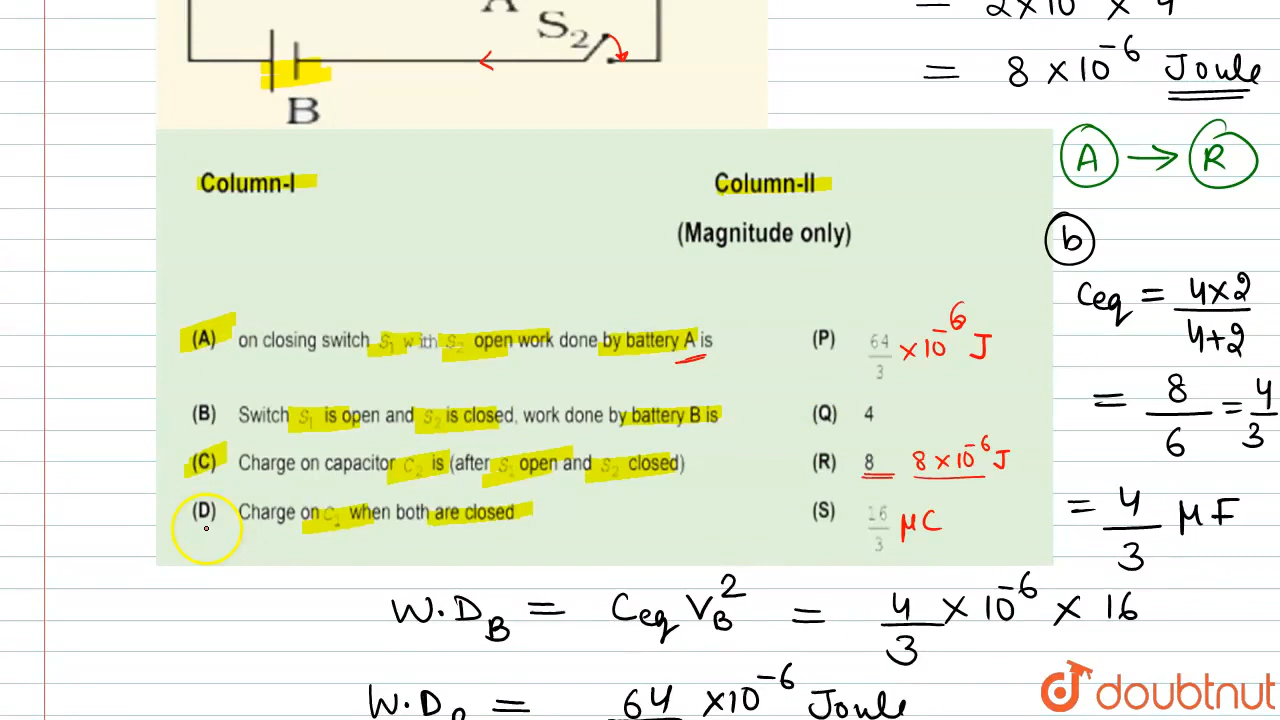 A
S2
B
= 2×10 × 4
= 8 ×10^-6 Joule
A → R
Column-I
Column-II
(Magnitude only)
(A) on closing switch S1 with S2 open work done by battery A is
(P) 64/3 ×10^-6 J
(B) Switch S1 is open and S2 is closed, work done by battery B is
(Q) 4
(C) Charge on capacitor C2 is (after S1 open and S2 closed)
(R) 8 8×10^-6 J
(D) Charge on C1 when both are closed
(S) 16/3 μC
b
Ceq = 4×2/4+2
= 8/6 = 4/3
= 4/3 μF
W.D_B = Ceq V_B^2 = 4/3 ×10^-6 × 16
W.D = 64 ×10^-6 Joule
doubtnut